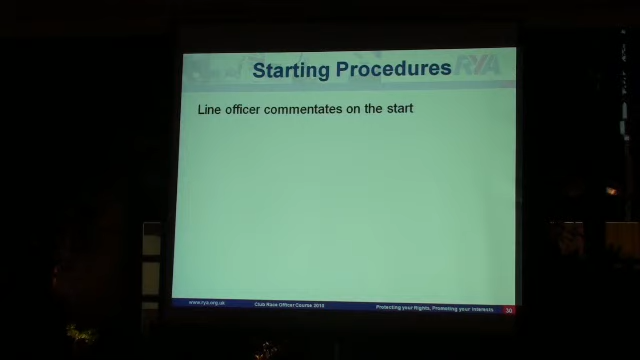 Starting Procedures
RYA
Line officer commentates on the start
www.rya.org.uk Club Race Officer Course 2010 Protecting your Rights, Promoting your Interests 30